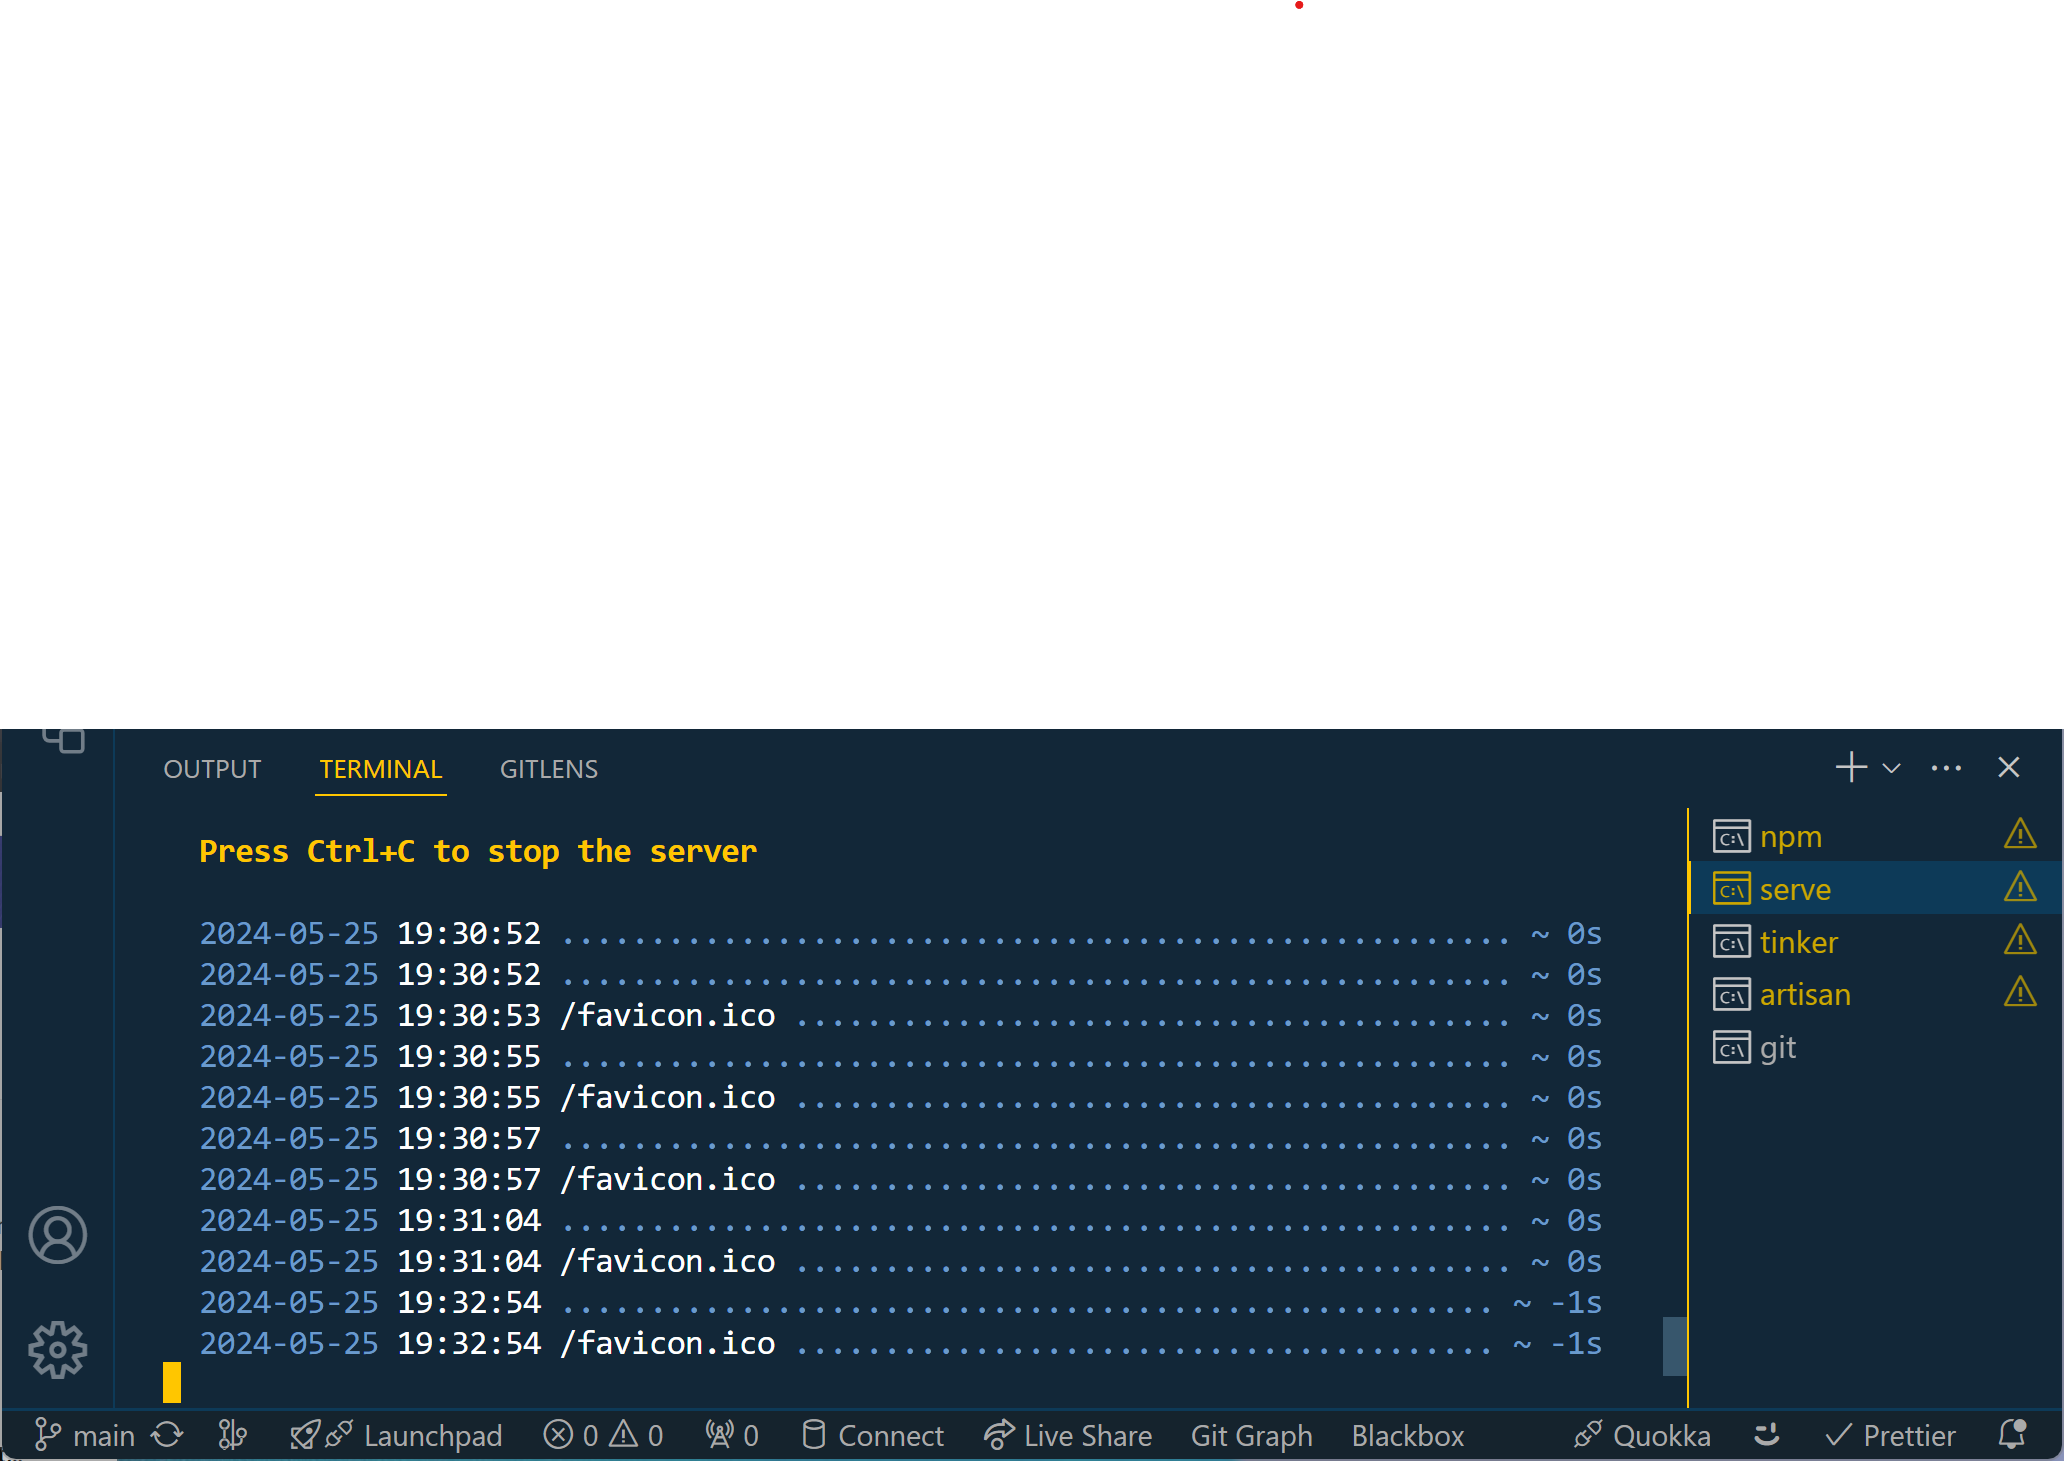 OUTPUT TERMINAL GITLENS
Press Ctrl+C to stop the server
2024-05-25 19:30:52 ..................................................... ~ 0s
2024-05-25 19:30:52 ..................................................... ~ 0s
2024-05-25 19:30:53 /favicon.ico ........................................ ~ 0s
2024-05-25 19:30:55 ..................................................... ~ 0s
2024-05-25 19:30:55 /favicon.ico ........................................ ~ 0s
2024-05-25 19:30:57 ..................................................... ~ 0s
2024-05-25 19:30:57 /favicon.ico ........................................ ~ 0s
2024-05-25 19:31:04 ..................................................... ~ 0s
2024-05-25 19:31:04 /favicon.ico ........................................ ~ 0s
2024-05-25 19:32:54 .................................................... ~ -1s
2024-05-25 19:32:54 /favicon.ico ....................................... ~ -1s
npm
serve
tinker
artisan
git
main Launchpad 0 0 0 Connect Live Share Git Graph Blackbox Quokka Prettier